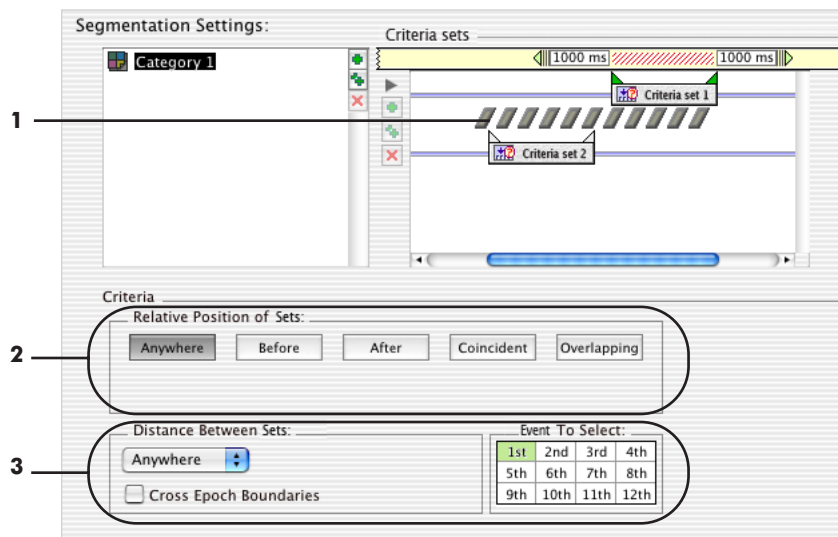 Segmentation Settings:
Criteria sets
Category 1
1000 ms
1000 ms
Criteria set 1
1
Criteria set 2
Criteria
Relative Position of Sets:
2
Anywhere Before After Coincident Overlapping
Distance Between Sets:
Event To Select:
3
Anywhere
Cross Epoch Boundaries
1st 2nd 3rd 4th
5th 6th 7th 8th
9th 10th 11th 12th